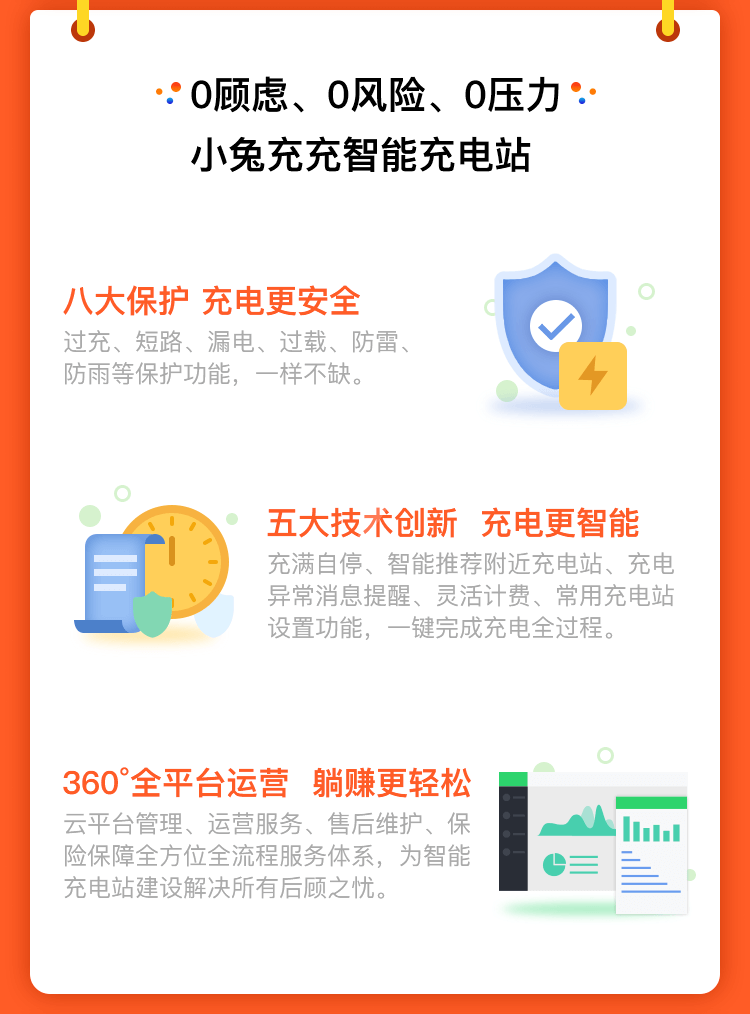 0顾虑、0风险、0压力
小兔充充智能充电站
八大保护 充电更安全
过充、短路、漏电、过载、防雷、
防雨等保护功能，一样不缺。
五大技术创新 充电更智能
充满自停、智能推荐附近充电站、充电
异常消息提醒、灵活计费、常用充电站
设置功能，一键完成充电全过程。
360°全平台运营 躺赚更轻松
云平台管理、运营服务、售后维护、保
险保障全方位全流程服务体系，为智能
充电站建设解决所有后顾之忧。